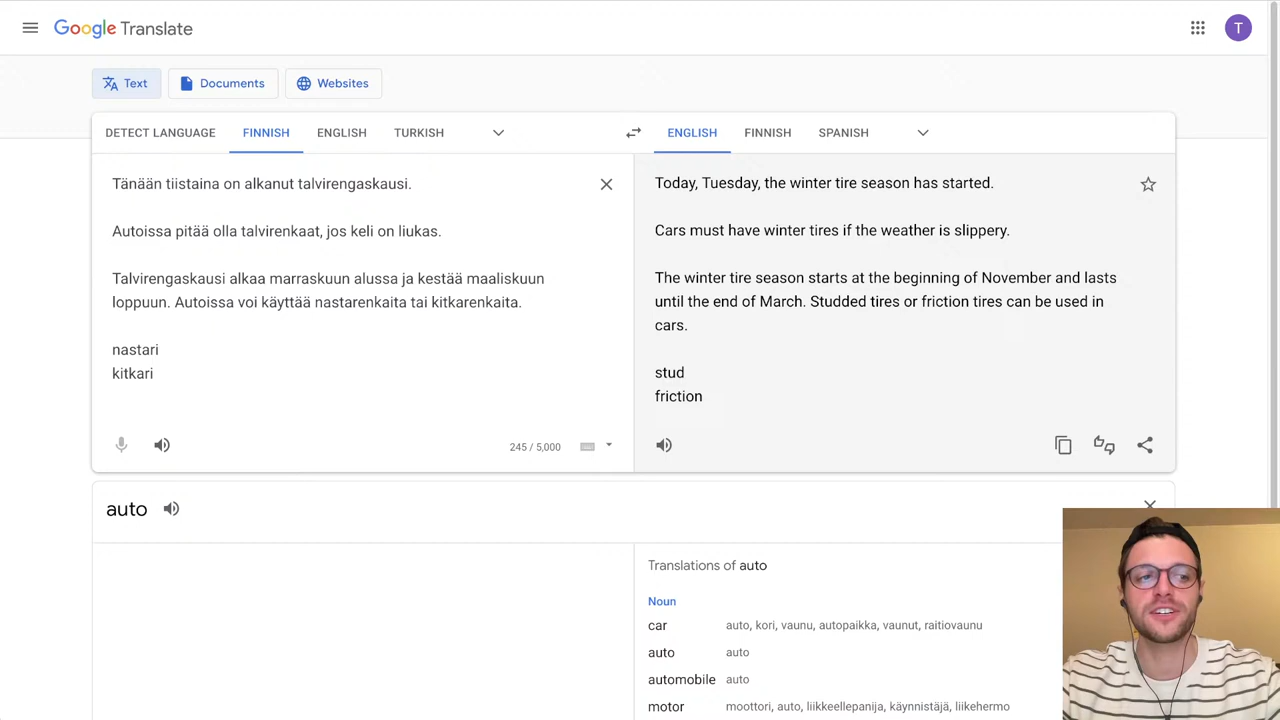 Google Translate
T
Text
Documents
Websites
DETECT LANGUAGE
FINNISH
ENGLISH
TURKISH
ENGLISH
FINNISH
SPANISH
Tänään tiistaina on alkanut talvirengaskausi.
Autoissa pitää olla talvirenkaat, jos keli on liukas.
Talvirengaskausi alkaa marraskuun alussa ja kestää maaliskuun
loppuun. Autoissa voi käyttää nastarenkaita tai kitkarenkaita.
nastari
kitkari
245 / 5,000
Today, Tuesday, the winter tire season has started.
Cars must have winter tires if the weather is slippery.
The winter tire season starts at the beginning of November and lasts
until the end of March. Studded tires or friction tires can be used in
cars.
stud
friction
auto
Translations of auto
Noun
car auto, kori, vaunu, autopaikka, vaunut, raitiovaunu
auto auto
automobile auto
motor moottori, auto, liikkeellepanija, käynnistäjä, liikehermo